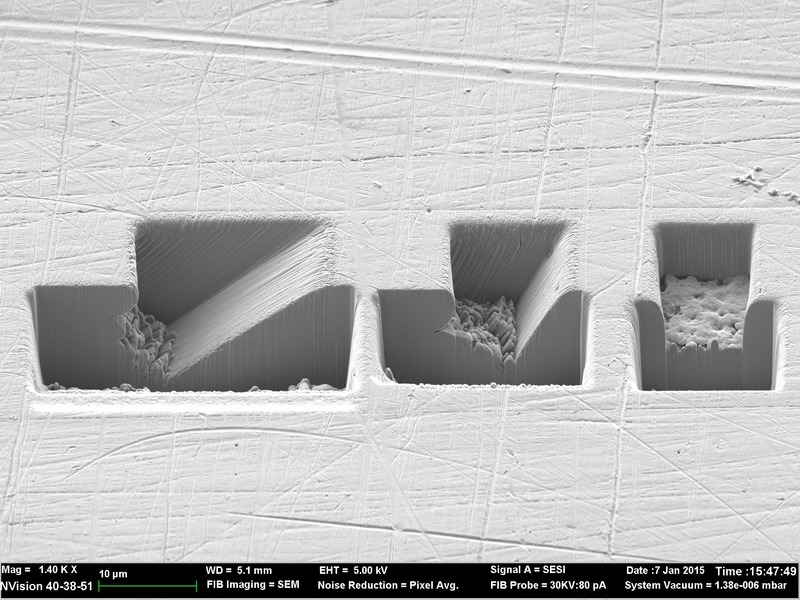 Mag = 1.40 K X 10 µm WD = 5.1 mm EHT = 5.00 kV Signal A = SESI Date :7 Jan 2015 Time :15:47:49
NVision 40-38-51 FIB Imaging = SEM Noise Reduction = Pixel Avg. FIB Probe = 30KV:80 pA System Vacuum = 1.38e-006 mbar